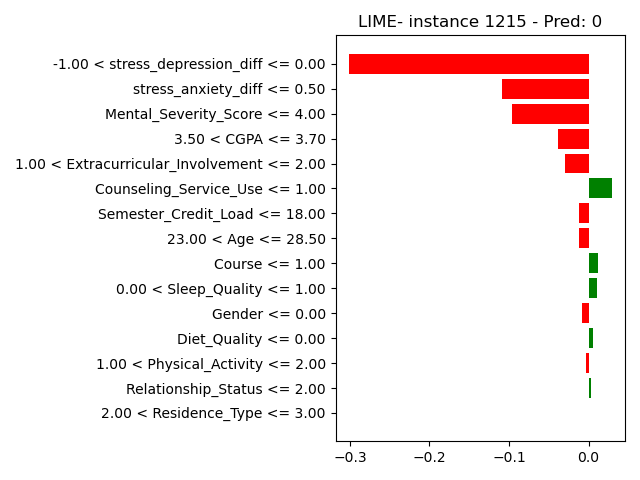 LIME- instance 1215 - Pred: 0
-1.00 < stress_depression_diff <= 0.00
stress_anxiety_diff <= 0.50
Mental_Severity_Score <= 4.00
3.50 < CGPA <= 3.70
1.00 < Extracurricular_Involvement <= 2.00
Counseling_Service_Use <= 1.00
Semester_Credit_Load <= 18.00
23.00 < Age <= 28.50
Course <= 1.00
0.00 < Sleep_Quality <= 1.00
Gender <= 0.00
Diet_Quality <= 0.00
1.00 < Physical_Activity <= 2.00
Relationship_Status <= 2.00
2.00 < Residence_Type <= 3.00
−0.3 −0.2 −0.1 0.0